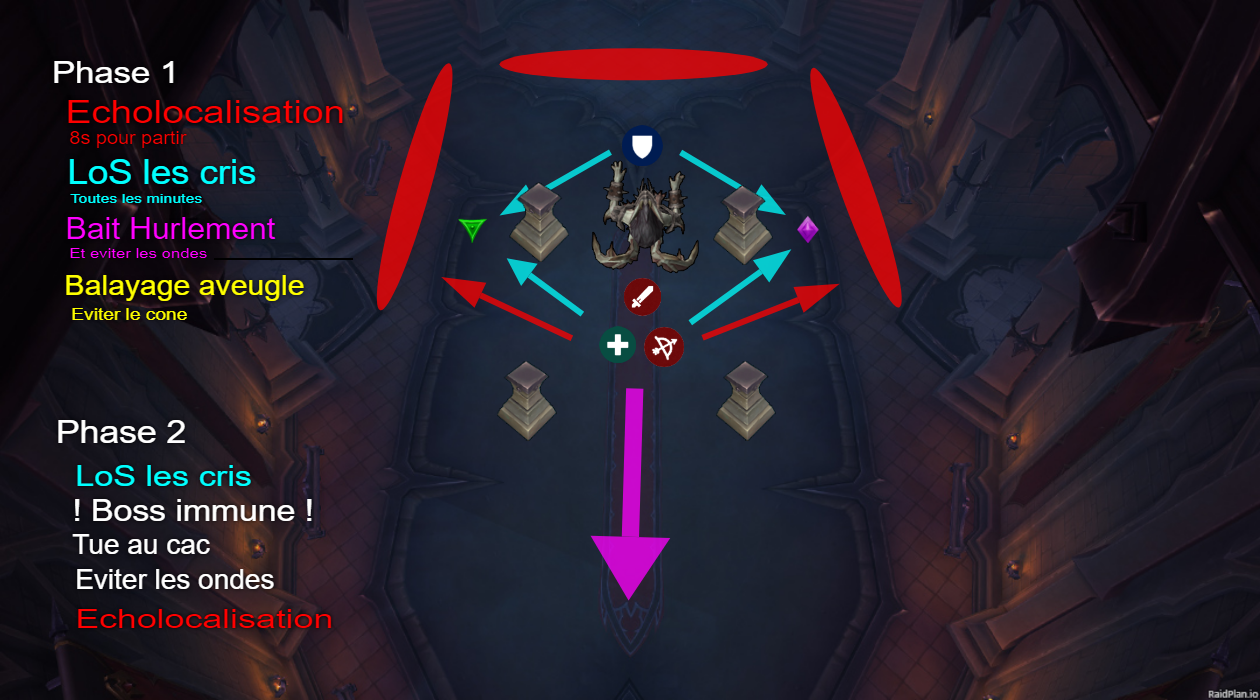 Phase 1
Echolocalisation
8s pour partir
LoS les cris
Toutes les minutes
Bait Hurlement
Et eviter les ondes
Balayage aveugle
Eviter le cone
Phase 2
LoS les cris
! Boss immune !
Tue au cac
Eviter les ondes
Echolocalisation
RaidPlan.io